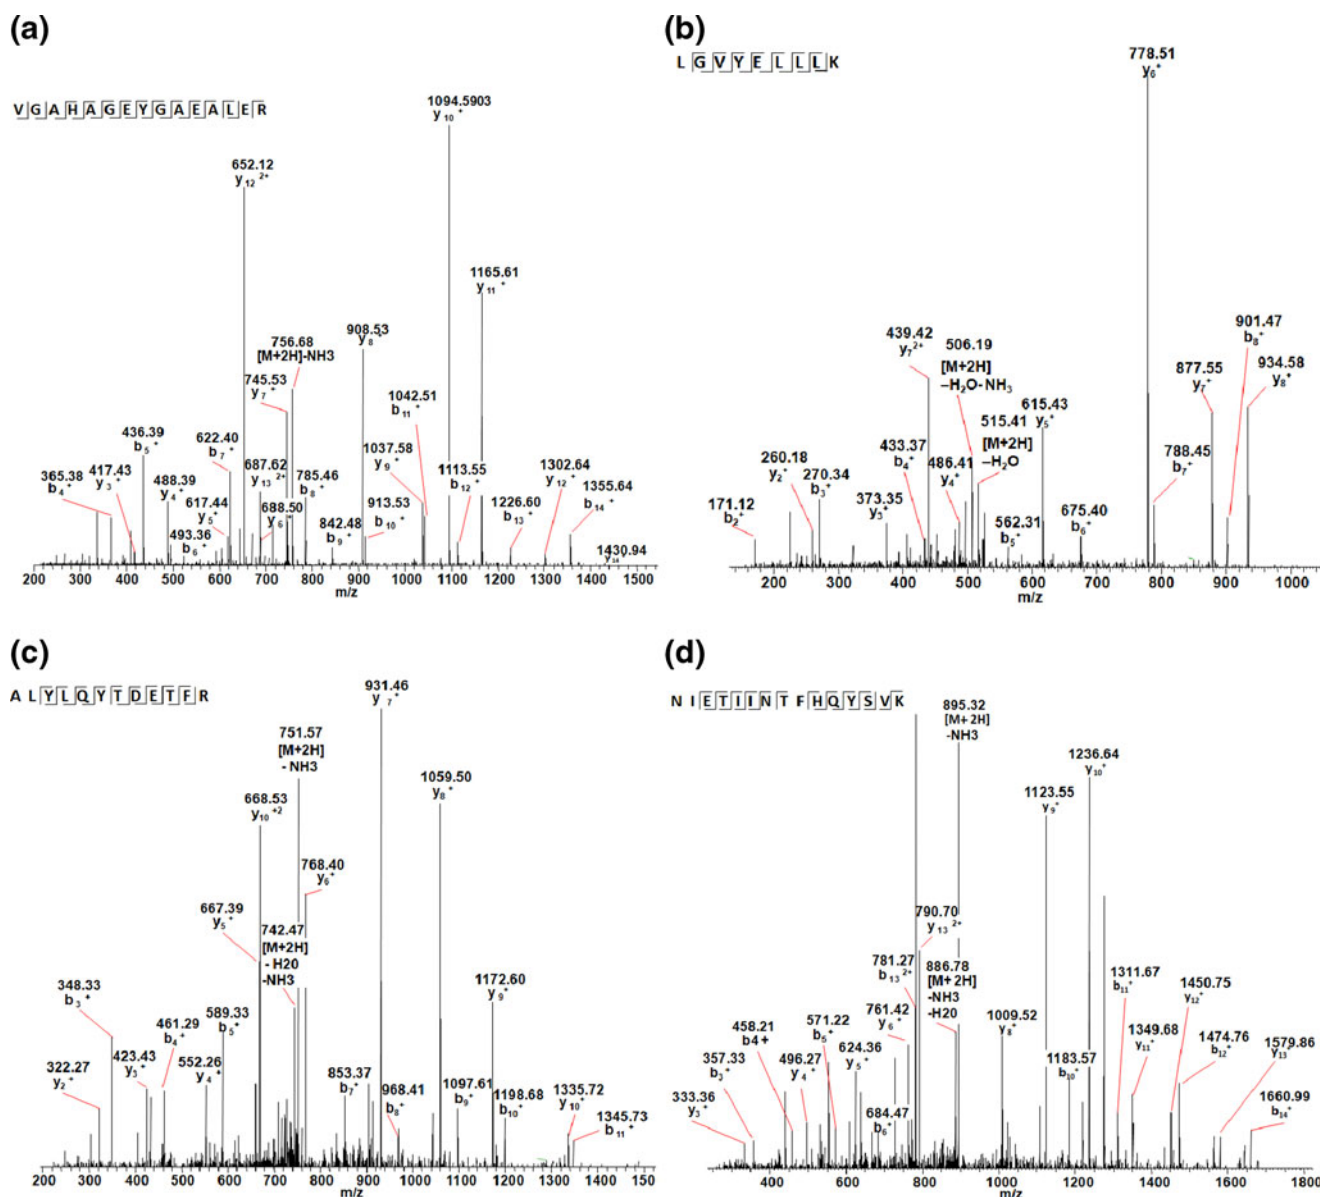 (a)
V G A H A G E Y G A E A L E R
1094.5903
y10+
652.12
y12 2+
1165.61
y11+
908.53
y8+
756.68
[M+2H]-NH3
745.53
y7+
1042.51
b11+
436.39
b5+
622.40
b7+
687.62
y13 2+
785.46
b8+
1037.58
y9+
1113.55
b12+
1302.64
y12+
365.38
b4+
417.43
y3+
488.39
y4+
617.44
y5+
688.50
y6+
913.53
b10+
1226.60
b13+
1355.64
b14+
493.36
b6+
842.48
b9+
1430.94
y14
200 300 400 500 600 700 800 900 1000 1100 1200 1300 1400 1500
m/z
(b)
L G V Y E L L L K
778.51
y6+
439.42
y7 2+
506.19
[M+2H]
–H2O-NH3
901.47
b8+
877.55
y7+
934.58
y8+
615.43
y5+
515.41
[M+2H]
–H2O
433.37
b4+
486.41
y4+
788.45
b7+
260.18
y2+
270.34
b3+
373.35
y3+
171.12
b2+
562.31
b5+
675.40
b6+
200 300 400 500 600 700 800 900 1000
m/z
(c)
A L Y L Q Y T D E T F R
931.46
y7+
751.57
[M+2H]
- NH3
1059.50
y8+
668.53
y10+2
768.40
y6+
667.39
y5+
742.47
[M+2H]
- H20
-NH3
1172.60
y9+
348.33
b3+
461.29
b4+
589.33
b5+
322.27
y2+
423.43
y3+
552.26
y4+
853.37
b7+
968.41
b8+
1097.61
b9+
1198.68
b10+
1335.72
y10+
1345.73
b11+
200 300 400 500 600 700 800 900 1000 1100 1200 1300 1400 1500
m/z
(d)
N I E T I I N T F H Q Y S V K
895.32
[M+ 2H]
-NH3
1236.64
y10+
1123.55
y9+
790.70
y13 2+
781.27
b13 2+
886.78
[M+ 2H]
-NH3
-H20
1311.67
b11+
1450.75
y12+
761.42
y6+
1009.52
y8+
1349.68
y11+
458.21
b4 +
571.22
b5+
1474.76
b12+
1579.86
y13
357.33
b3+
496.27
y4+
624.36
y5+
1183.57
b10+
333.36
y3+
684.47
b6+
1660.99
b14+
400 600 800 1000 1200 1400 1600 1800
m/z